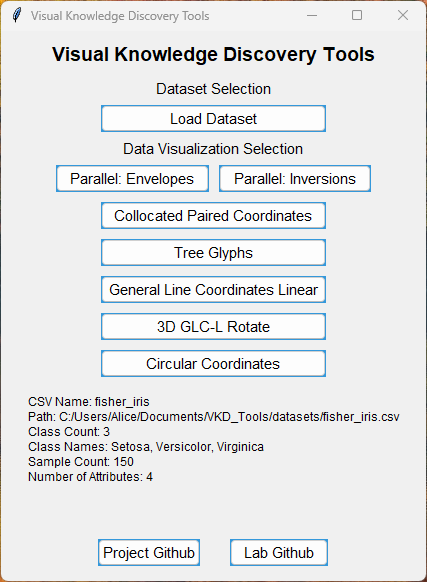 Visual Knowledge Discovery Tools
Visual Knowledge Discovery Tools
Dataset Selection
Load Dataset
Data Visualization Selection
Parallel: Envelopes Parallel: Inversions
Collocated Paired Coordinates
Tree Glyphs
General Line Coordinates Linear
3D GLC-L Rotate
Circular Coordinates
CSV Name: fisher_iris
Path: C:/Users/Alice/Documents/VKD_Tools/datasets/fisher_iris.csv
Class Count: 3
Class Names: Setosa, Versicolor, Virginica
Sample Count: 150
Number of Attributes: 4
Project Github Lab Github